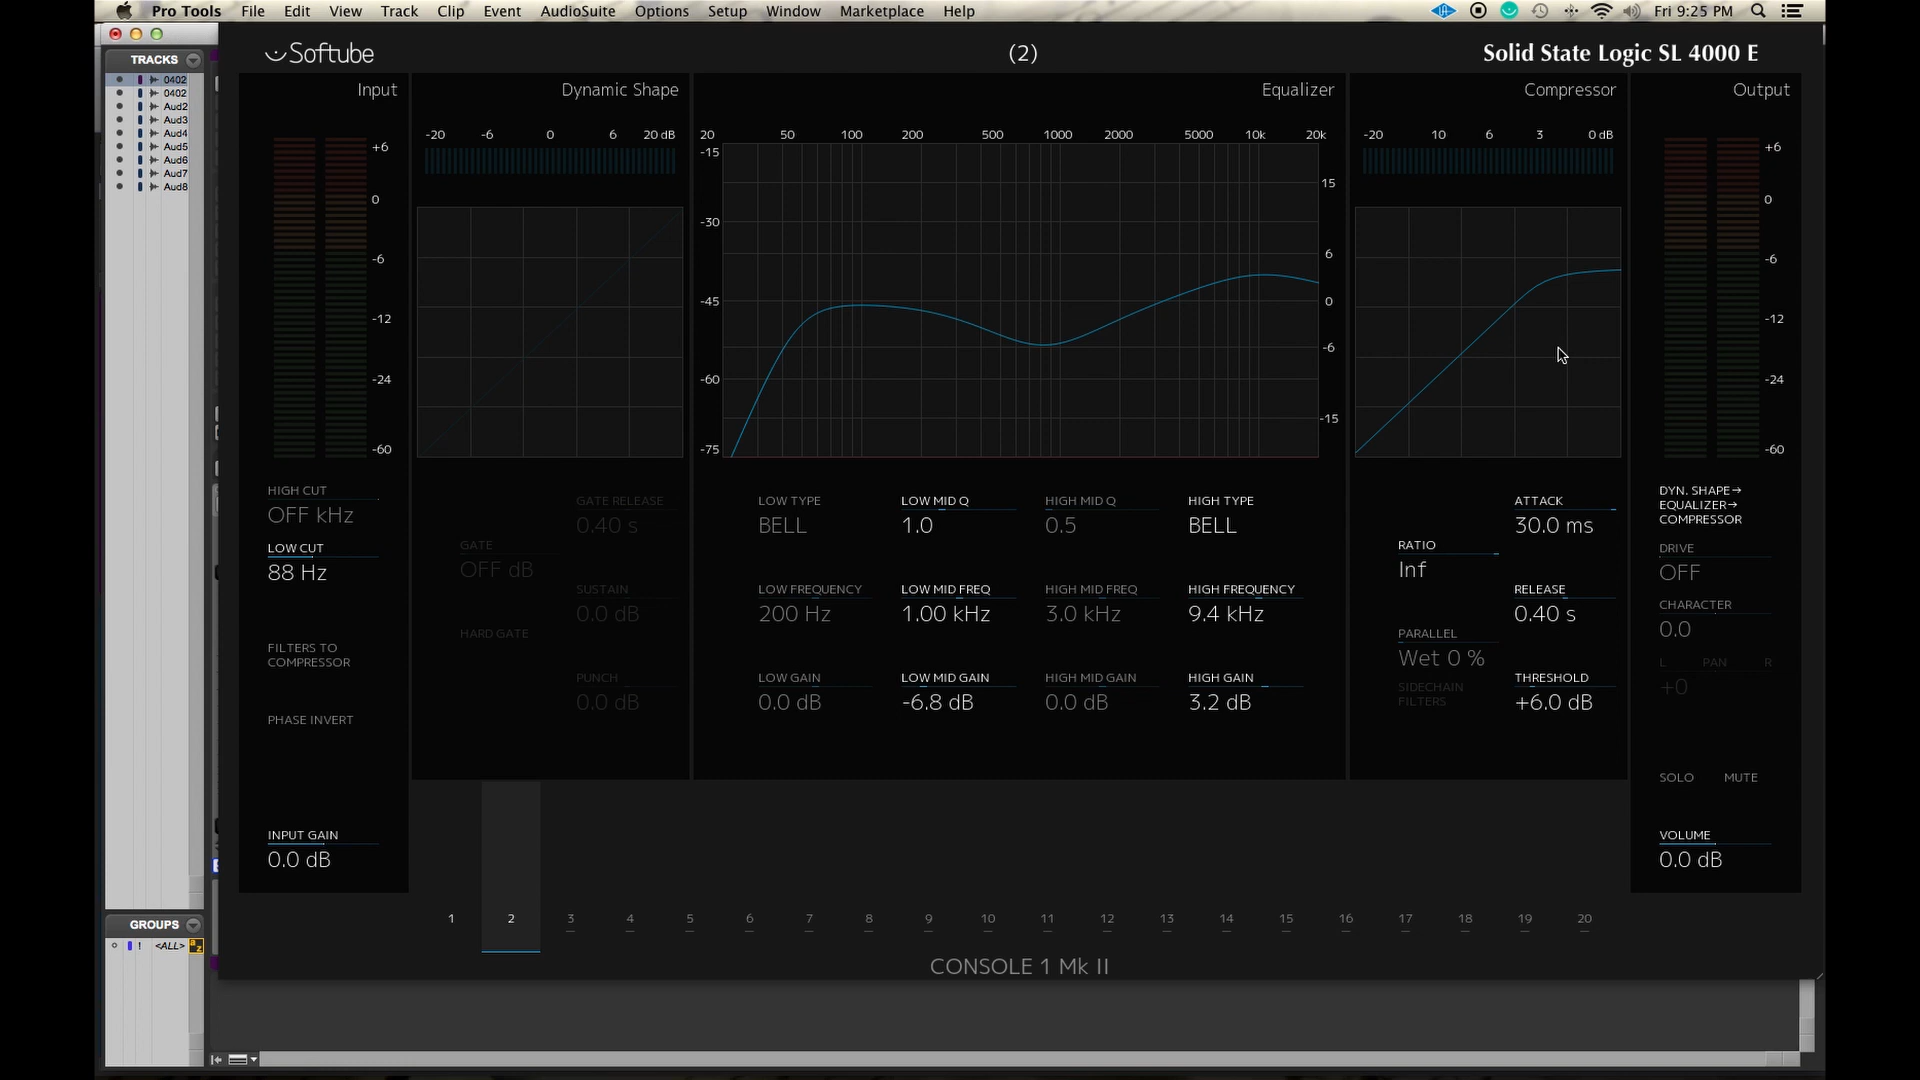 Pro Tools File Edit View Track Clip Event AudioSuite Options Setup Window Marketplace Help Fri 9:25 PM
TRACKS
0402
0402
Aud2
Aud3
Aud4
Aud5
Aud6
Aud7
Aud8
GROUPS
! <ALL> a z
Softube (2) Solid State Logic SL 4000 E
Input Dynamic Shape Equalizer Compressor Output
-20 -6 0 6 20 dB
20 50 100 200 500 1000 2000 5000 10k 20k
-20 10 6 3 0 dB
+6
0
-6
-12
-24
-60
-15
-30
-45
-60
-75
15
6
0
-6
-15
+6
0
-6
-12
-24
-60
HIGH CUT
OFF kHz
LOW CUT
88 Hz
FILTERS TO
COMPRESSOR
PHASE INVERT
INPUT GAIN
0.0 dB
GATE RELEASE
0.40 s
GATE
OFF dB
SUSTAIN
0.0 dB
HARD GATE
PUNCH
0.0 dB
LOW TYPE LOW MID Q HIGH MID Q HIGH TYPE
BELL 1.0 0.5 BELL
LOW FREQUENCY LOW MID FREQ HIGH MID FREQ HIGH FREQUENCY
200 Hz 1.00 kHz 3.0 kHz 9.4 kHz
LOW GAIN LOW MID GAIN HIGH MID GAIN HIGH GAIN
0.0 dB -6.8 dB 0.0 dB 3.2 dB
ATTACK
30.0 ms
RATIO
Inf
RELEASE
0.40 s
PARALLEL
Wet 0 %
SIDECHAIN
FILTERS
THRESHOLD
+6.0 dB
DYN. SHAPE→
EQUALIZER→
COMPRESSOR
DRIVE
OFF
CHARACTER
0.0
L PAN R
+0
SOLO MUTE
VOLUME
0.0 dB
1 2 3 4 5 6 7 8 9 10 11 12 13 14 15 16 17 18 19 20
CONSOLE 1 Mk II